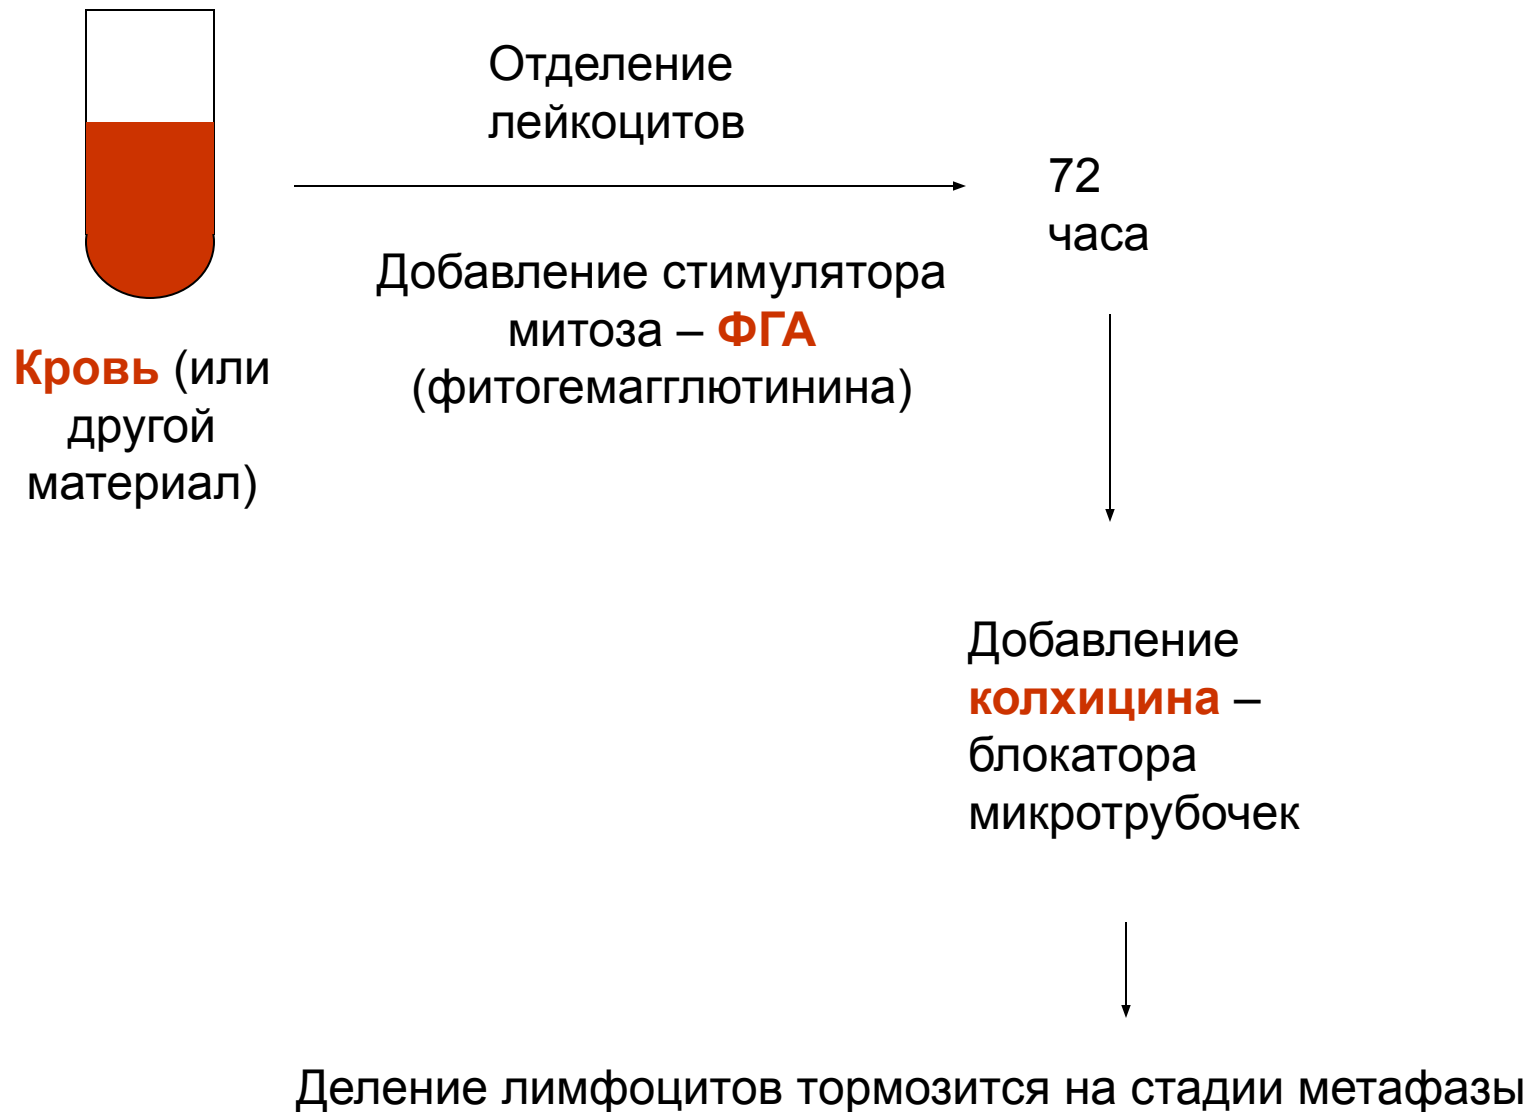 Отделение
лейкоцитов
72
часа
Добавление стимулятора
митоза – ФГА
(фитогемагглютинина)
Кровь (или
другой
материал)
Добавление
колхицина –
блокатора
микротрубочек
Деление лимфоцитов тормозится на стадии метафазы